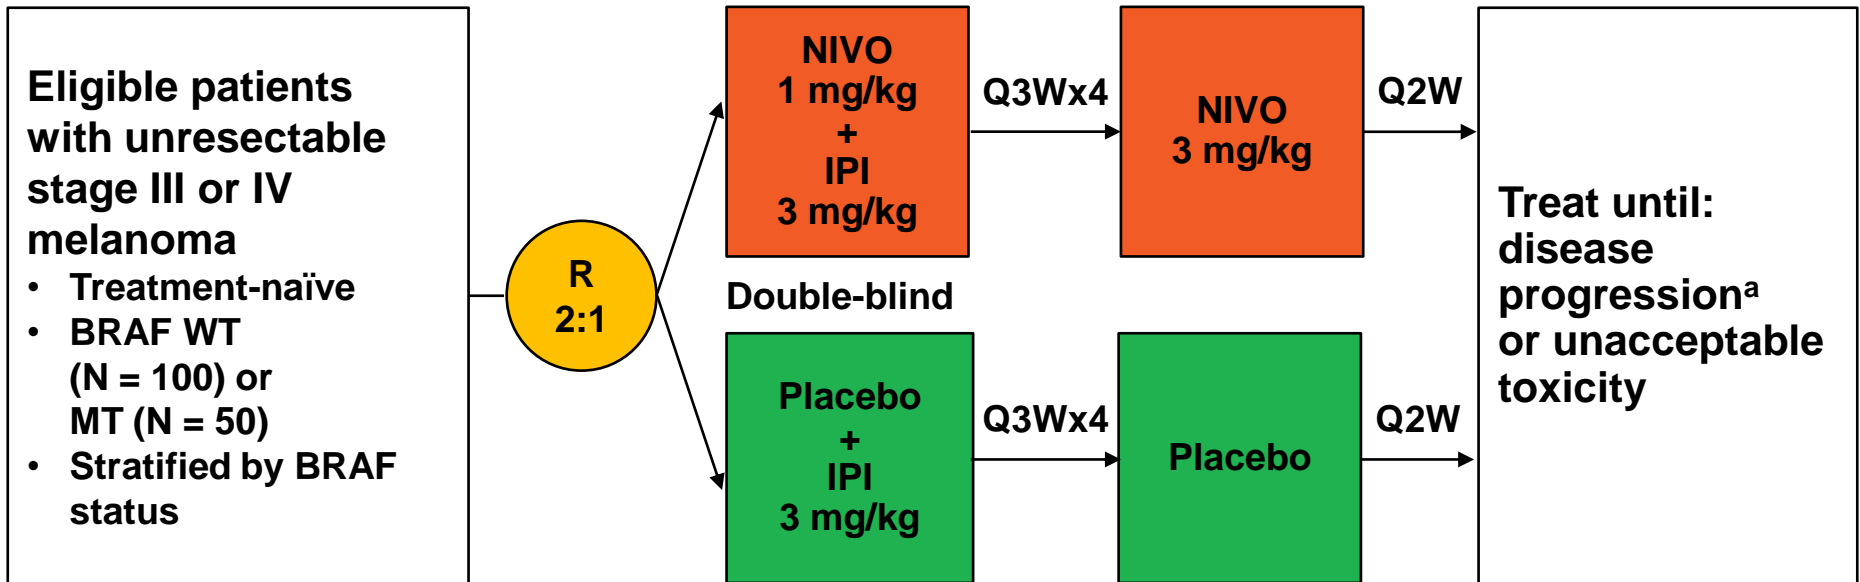 Eligible patients
with unresectable
stage III or IV
melanoma
• Treatment-naïve
• BRAF WT
(N = 100) or
MT (N = 50)
• Stratified by BRAF
status
R
2:1
NIVO
1 mg/kg
+
IPI
3 mg/kg
Q3Wx4
NIVO
3 mg/kg
Q2W
Double-blind
Placebo
+
IPI
3 mg/kg
Q3Wx4
Placebo
Q2W
Treat until:
disease
progressionᵃ
or unacceptable
toxicity